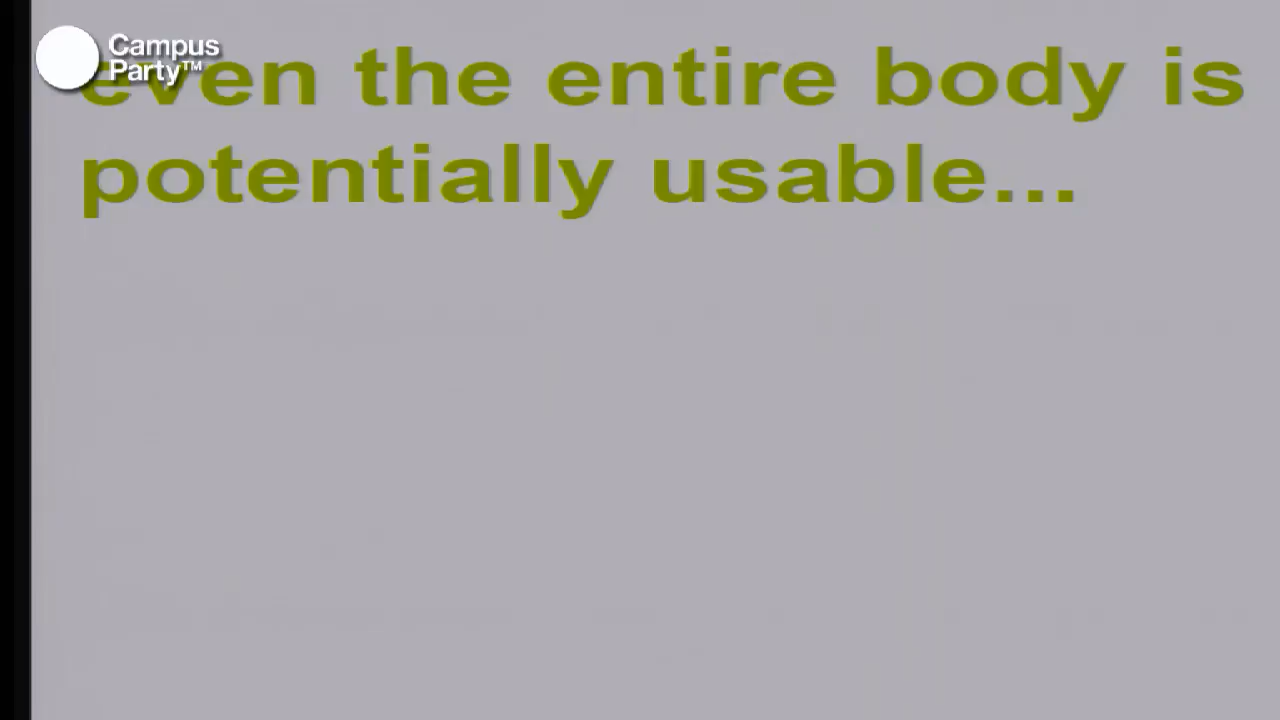 Campus
Party™
even the entire body is
potentially usable...